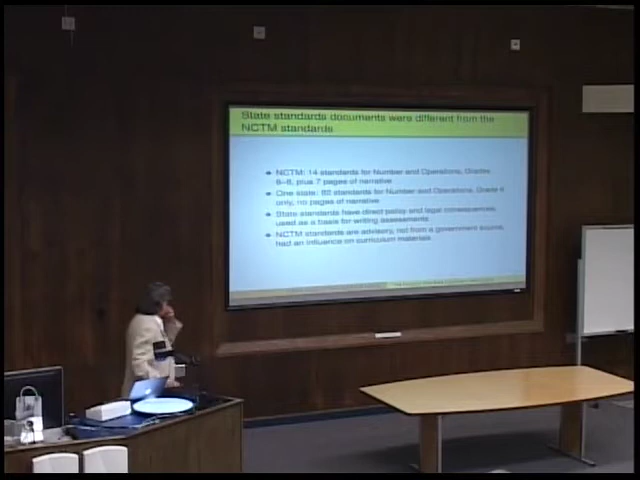 State standards documents were different from the
NCTM standards
NCTM: 14 standards for Number and Operations, Grades
6–8, plus 7 pages of narrative
One state: 82 standards for Number and Operations, Grade 6
only, no pages of narrative
State standards have direct policy and legal consequences,
used as a basis for writing assessments
NCTM standards are advisory, not from a government source,
had an influence on curriculum materials